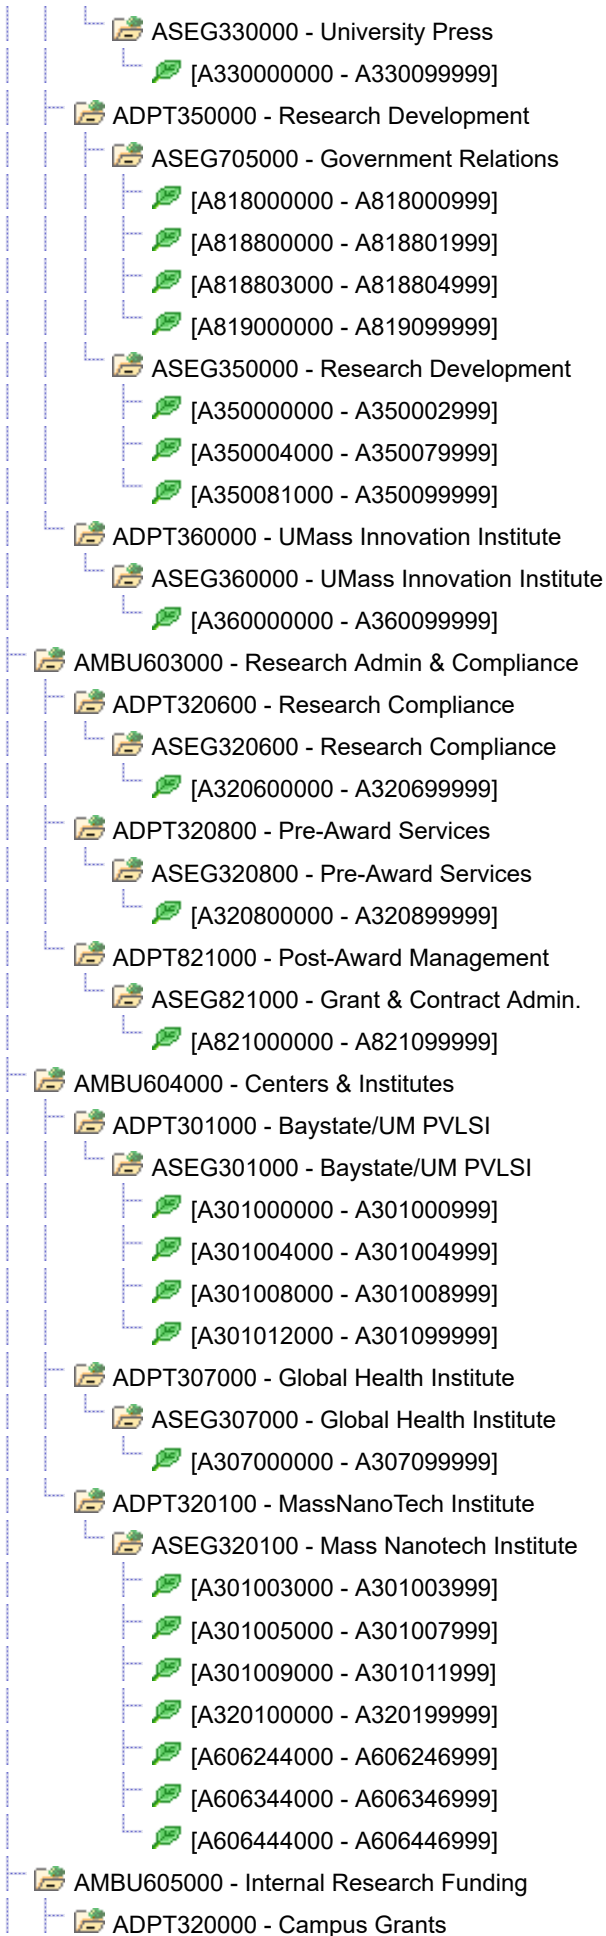 ASEG330000 - University Press
[A330000000 - A330099999]
ADPT350000 - Research Development
ASEG705000 - Government Relations
[A818000000 - A818000999]
[A818800000 - A818801999]
[A818803000 - A818804999]
[A819000000 - A819099999]
ASEG350000 - Research Development
[A350000000 - A350002999]
[A350004000 - A350079999]
[A350081000 - A350099999]
ADPT360000 - UMass Innovation Institute
ASEG360000 - UMass Innovation Institute
[A360000000 - A360099999]
AMBU603000 - Research Admin & Compliance
ADPT320600 - Research Compliance
ASEG320600 - Research Compliance
[A320600000 - A320699999]
ADPT320800 - Pre-Award Services
ASEG320800 - Pre-Award Services
[A320800000 - A320899999]
ADPT821000 - Post-Award Management
ASEG821000 - Grant & Contract Admin.
[A821000000 - A821099999]
AMBU604000 - Centers & Institutes
ADPT301000 - Baystate/UM PVLSI
ASEG301000 - Baystate/UM PVLSI
[A301000000 - A301000999]
[A301004000 - A301004999]
[A301008000 - A301008999]
[A301012000 - A301099999]
ADPT307000 - Global Health Institute
ASEG307000 - Global Health Institute
[A307000000 - A307099999]
ADPT320100 - MassNanoTech Institute
ASEG320100 - Mass Nanotech Institute
[A301003000 - A301003999]
[A301005000 - A301007999]
[A301009000 - A301011999]
[A320100000 - A320199999]
[A606244000 - A606246999]
[A606344000 - A606346999]
[A606444000 - A606446999]
AMBU605000 - Internal Research Funding
ADPT320000 - Campus Grants